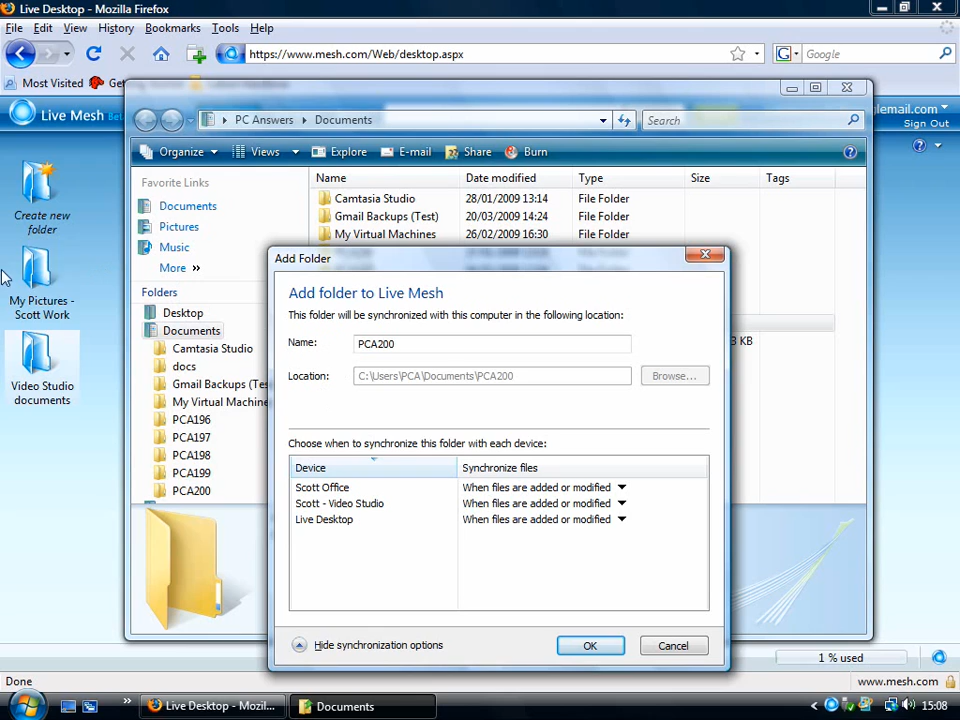 Live Desktop - Mozilla Firefox
File Edit View History Bookmarks Tools Help
https://www.mesh.com/Web/desktop.aspx
Google
Most Visited
Live Mesh
glemail.com
Sign Out
PC Answers Documents
Search
Organize Views Explore E-mail Share Burn
Favorite Links
Documents
Pictures
Music
More »
Folders
Desktop
Documents
Camtasia Studio
docs
Gmail Backups (Te
My Virtual Machine
PCA196
PCA197
PCA198
PCA199
PCA200
Name Date modified Type Size Tags
Camtasia Studio 28/01/2009 13:14 File Folder
Gmail Backups (Test) 20/03/2009 14:24 File Folder
My Virtual Machines 26/02/2009 16:30 File Folder
KB
Create new
folder
My Pictures -
Scott Work
Video Studio
documents
Add Folder
Add folder to Live Mesh
This folder will be synchronized with this computer in the following location:
Name: PCA200
Location: C:\Users\PCA\Documents\PCA200 Browse...
Choose when to synchronize this folder with each device:
Device Synchronize files
Scott Office When files are added or modified
Scott - Video Studio When files are added or modified
Live Desktop When files are added or modified
Hide synchronization options OK Cancel
1 % used
Done www.mesh.com
» Live Desktop - Mozil... Documents 15:08